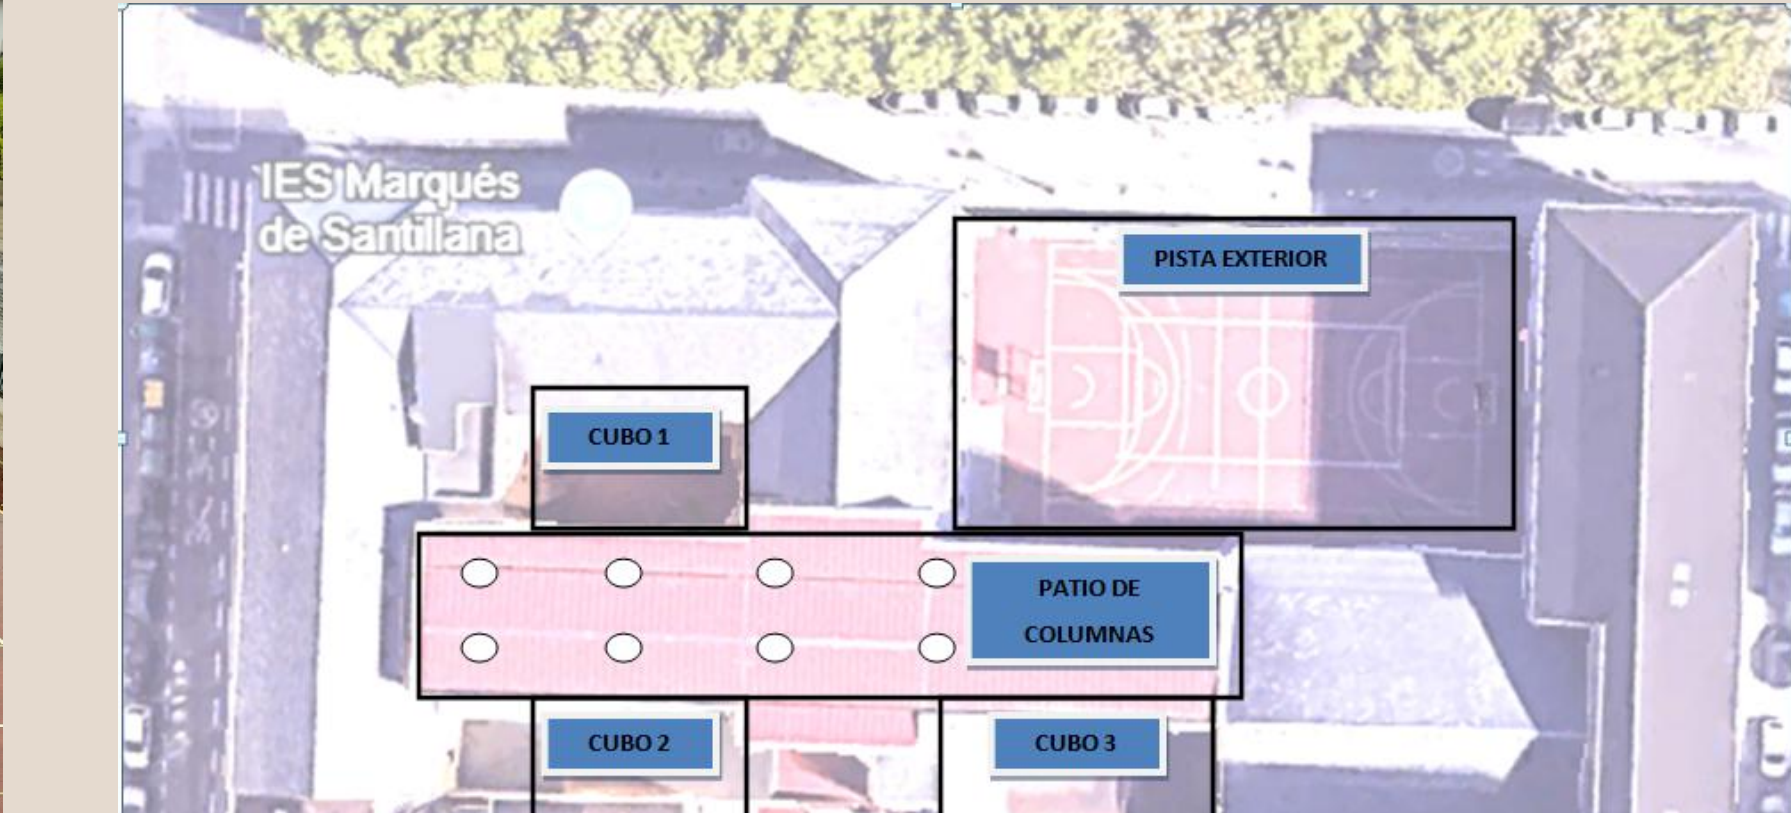 IES Marqués
de Santillana
PISTA EXTERIOR
CUBO 1
PATIO DE
COLUMNAS
CUBO 2
CUBO 3